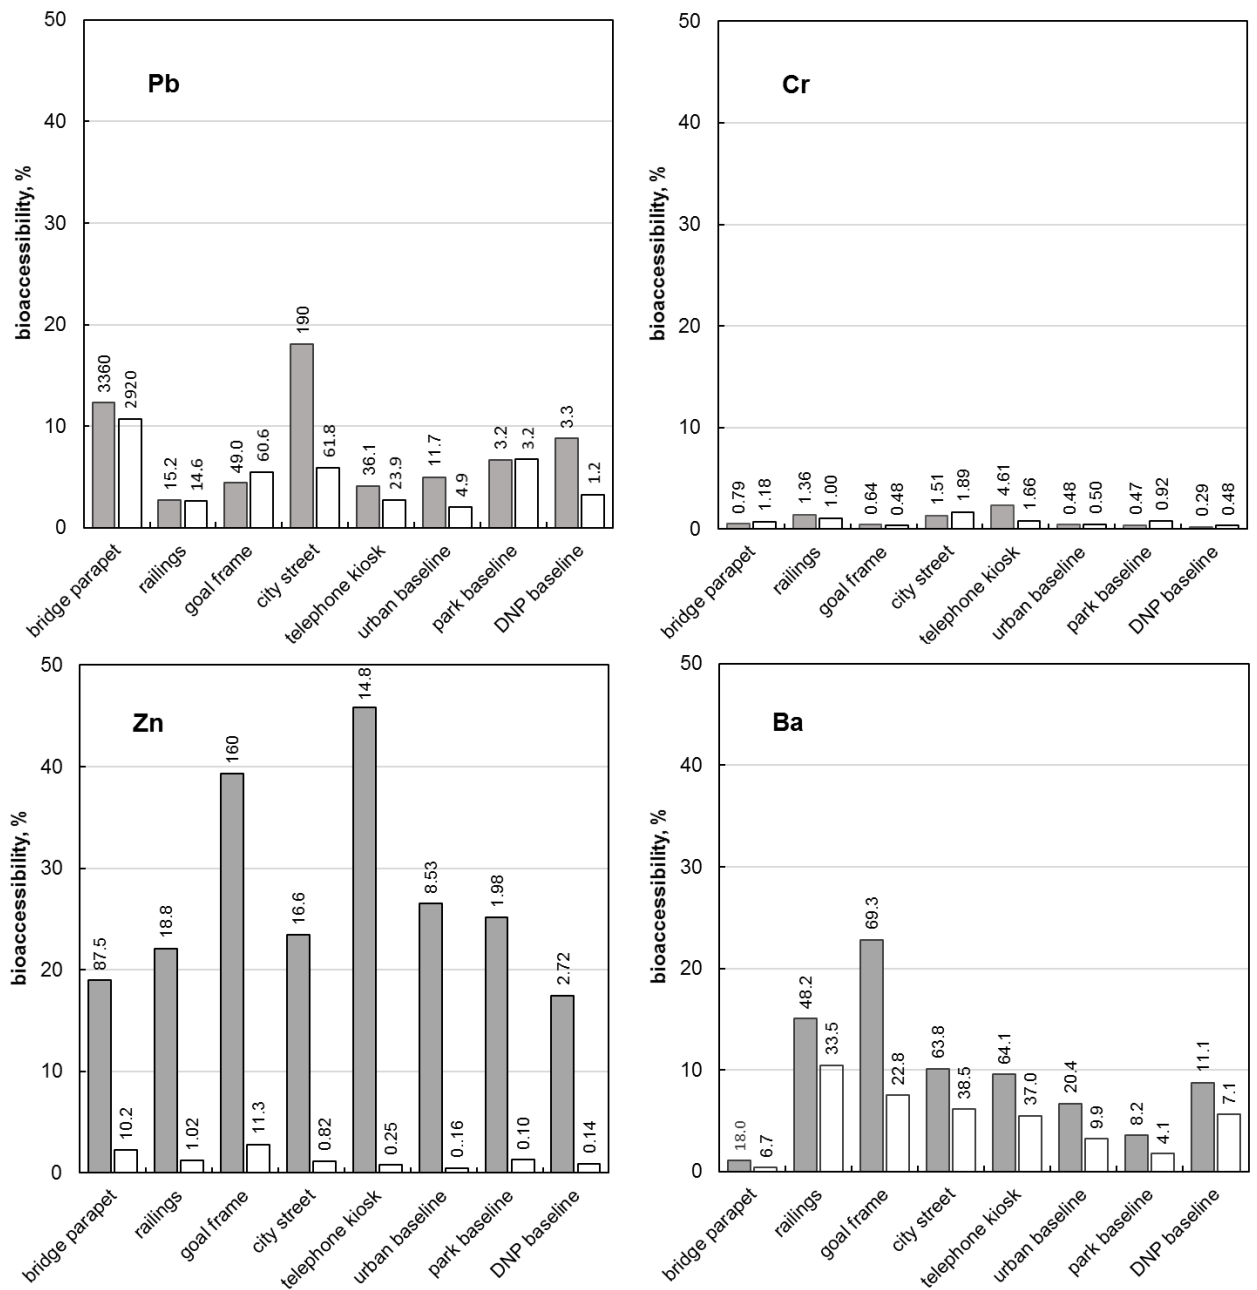 Pb
bioaccessibility, %
50
40
30
20
10
0
3360
2920
15.2
14.6
49.0
60.6
190
61.8
36.1
23.9
11.7
4.9
3.2
3.2
3.3
1.2
bridge parapet
railings
goal frame
city street
telephone kiosk
urban baseline
park baseline
DNP baseline
Cr
bioaccessibility, %
50
40
30
20
10
0
0.79
1.18
1.36
1.00
0.64
0.48
1.51
1.89
4.61
1.66
0.48
0.50
0.47
0.92
0.29
0.48
bridge parapet
railings
goal frame
city street
telephone kiosk
urban baseline
park baseline
DNP baseline
Zn
bioaccessibility, %
50
40
30
20
10
0
87.5
10.2
18.8
1.02
160
11.3
16.6
0.82
14.8
0.25
8.53
0..16
1.98
0.10
2.72
0.14
bridge parapet
railings
goal frame
city street
telephone kiosk
urban baseline
park baseline
DNP baseline
Ba
bioaccessibility, %
50
40
30
20
10
0
18.0
6.7
48.2
33.5
69.3
22.8
63.8
38.5
64.1
37.0
20.4
9.9
8.2
4.1
11.1
7.1
bridge parapet
railings
goal frame
city street
telephone kiosk
urban baseline
park baseline
DNP baseline